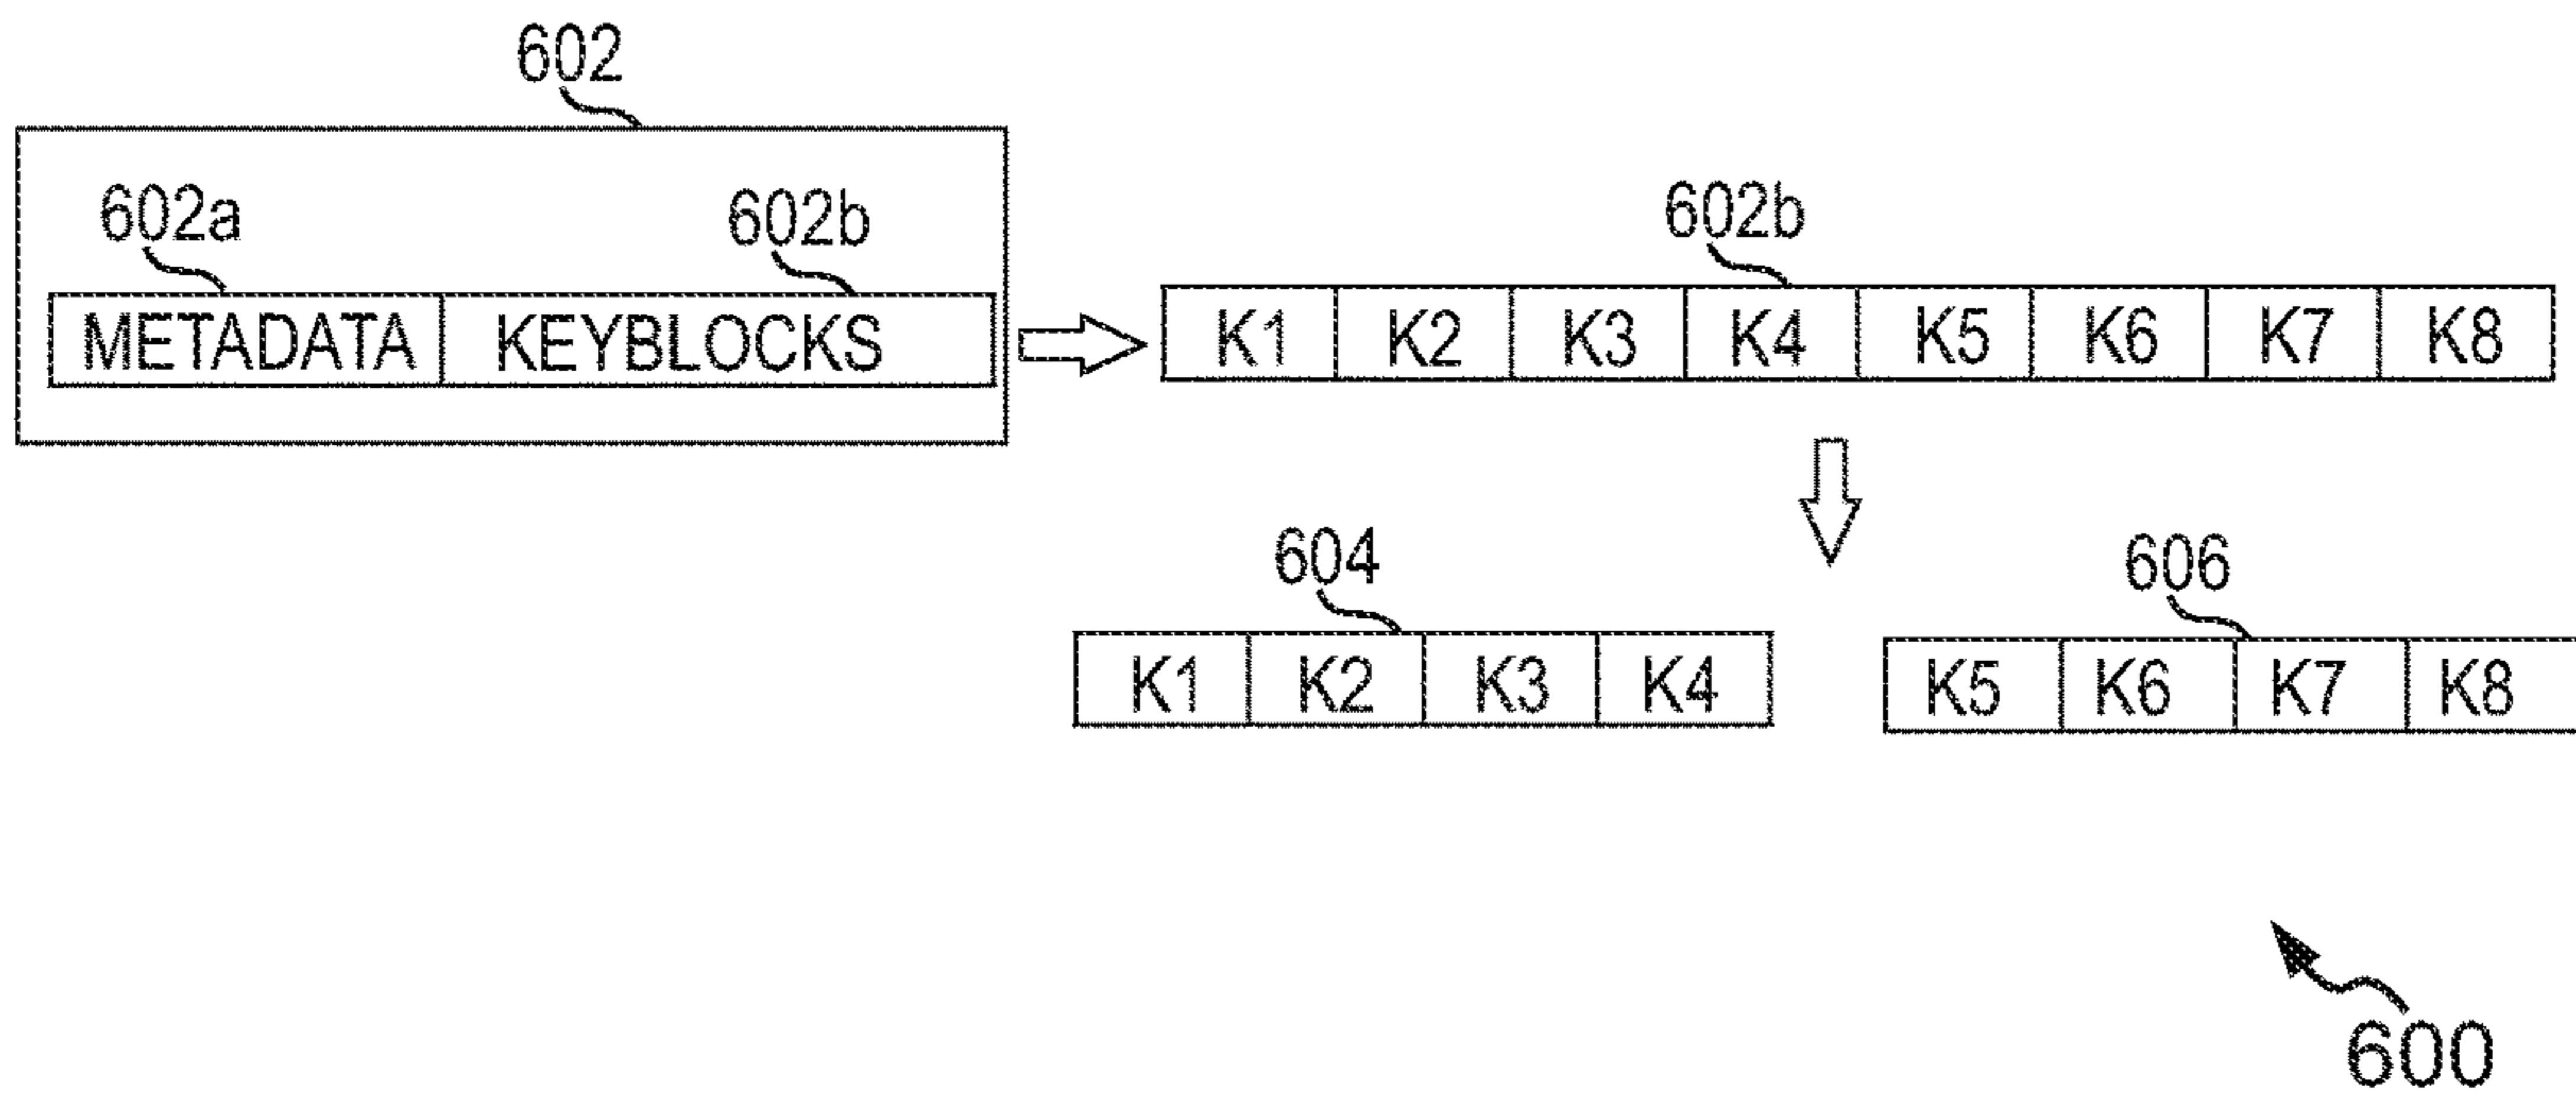 602
602a 602b 602b
METADATA KEYBLOCKS K1 K2 K3 K4 K5 K6 K7 K8
604 606
K1 K2 K3 K4 K5 K6 K7 K8
600